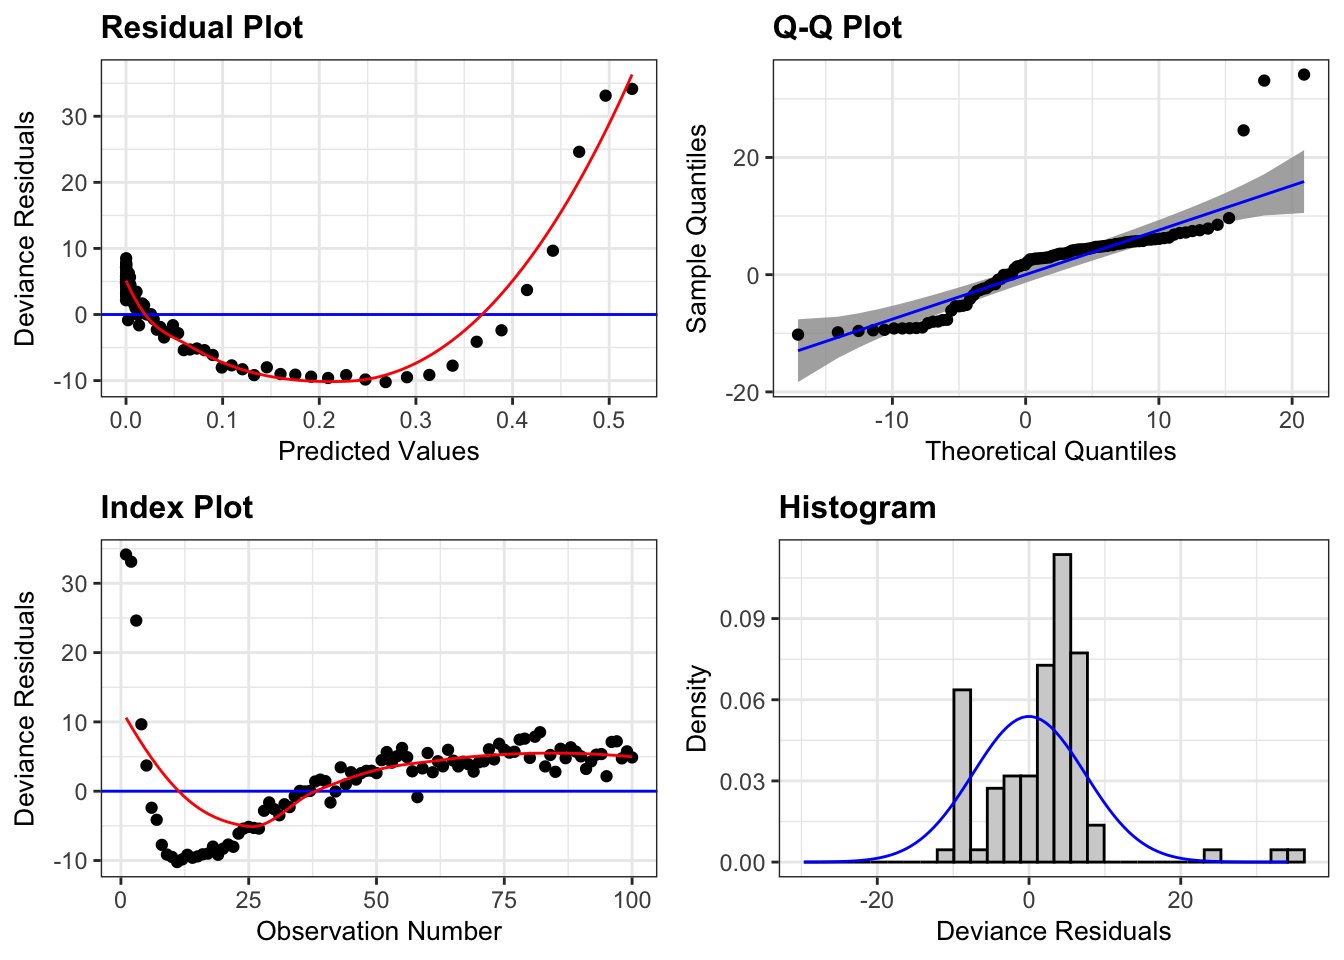 Residual Plot
Deviance Residuals
30
20
10
0
-10
0.0 0.1 0.2 0.3 0.4 0.5
Predicted Values
Q-Q Plot
Sample Quantiles
20
0
-20
-10 0 10 20
Theoretical Quantiles
Index Plot
Deviance Residuals
30
20
10
0
-10
0 25 50 75 100
Observation Number
Histogram
Density
0.09
0.06
0.03
0.00
-20 0 20
Deviance Residuals